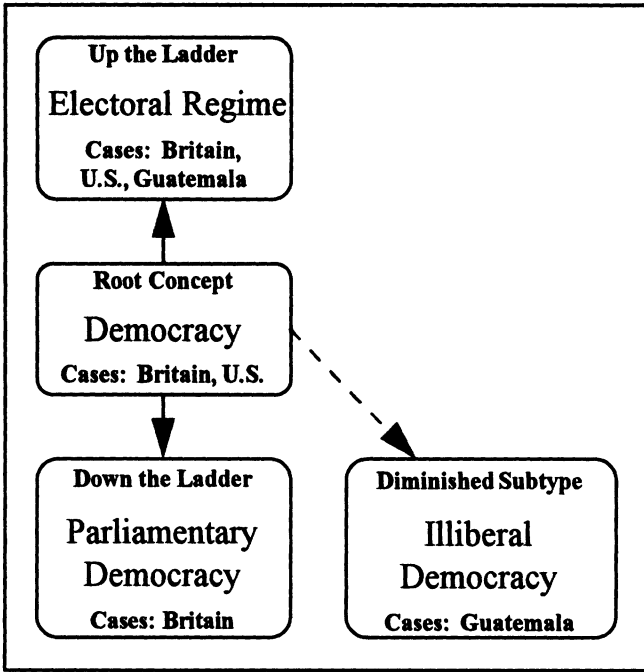 Up the Ladder
Electoral Regime
Cases: Britain,
U.S., Guatemala
Root Concept
Democracy
Cases: Britain, U.S.
Down the Ladder
Parliamentary
Democracy
Cases: Britain
Diminished Subtype
Illiberal
Democracy
Cases: Guatemala